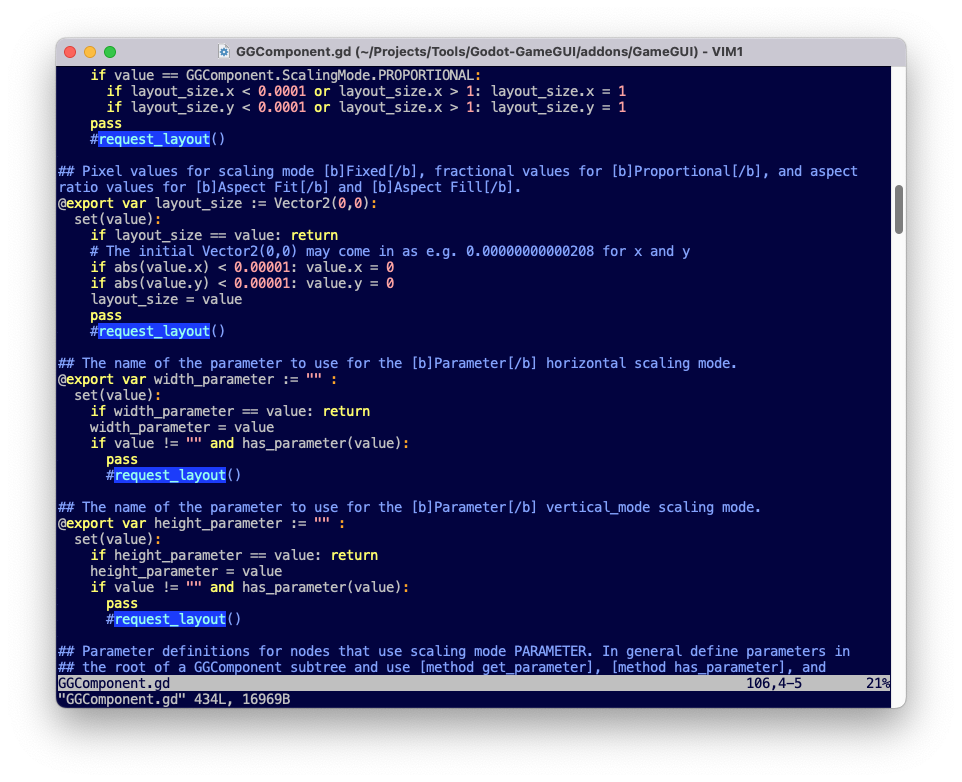 GGComponent.gd (~/Projects/Tools/Godot-GameGUI/addons/GameGUI) - VIM1
if value == GGComponent.ScalingMode.PROPORTIONAL:
if layout_size.x < 0.0001 or layout_size.x > 1: layout_size.x = 1
if layout_size.y < 0.0001 or layout_size.x > 1: layout_size.y = 1
pass
#request_layout()
## Pixel values for scaling mode [b]Fixed[/b], fractional values for [b]Proportional[/b], and aspect
ratio values for [b]Aspect Fit[/b] and [b]Aspect Fill[/b].
@export var layout_size := Vector2(0,0):
set(value):
if layout_size == value: return
# The initial Vector2(0,0) may come in as e.g. 0.00000000000208 for x and y
if abs(value.x) < 0.00001: value.x = 0
if abs(value.y) < 0.00001: value.y = 0
layout_size = value
pass
#request_layout()
## The name of the parameter to use for the [b]Parameter[/b] horizontal scaling mode.
@export var width_parameter := "" :
set(value):
if width_parameter == value: return
width_parameter = value
if value != "" and has_parameter(value):
pass
#request_layout()
## The name of the parameter to use for the [b]Parameter[/b] vertical_mode scaling mode.
@export var height_parameter := "" :
set(value):
if height_parameter == value: return
height_parameter = value
if value != "" and has_parameter(value):
pass
#request_layout()
## Parameter definitions for nodes that use scaling mode PARAMETER. In general define parameters in
## the root of a GGComponent subtree and use [method get_parameter], [method has_parameter], and
GGComponent.gd 106,4-5 21%
"GGComponent.gd" 434L, 16969B